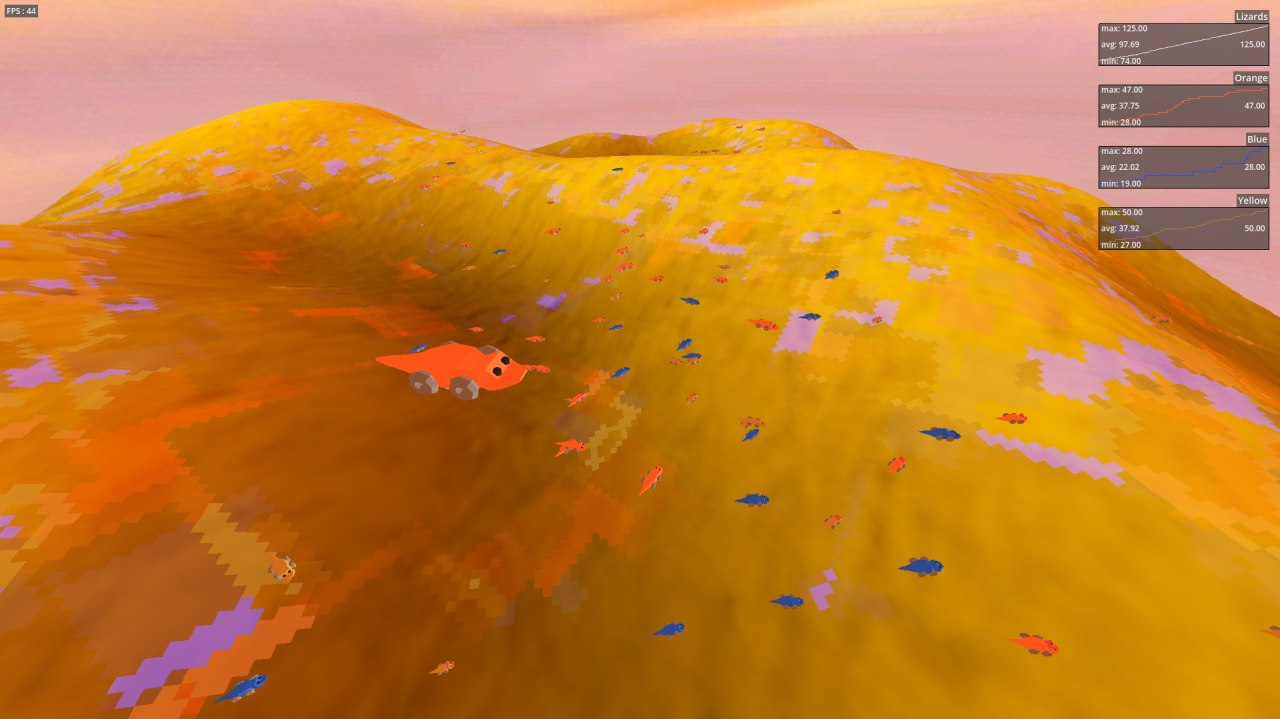 FPS : 44
Lizards
max: 125.00
avg: 97.69 125.00
min: 74.00
Orange
max: 47.00
avg: 37.75 47.00
min: 28.00
Blue
max: 28.00
avg: 22.02 28.00
min: 19.00
Yellow
max: 50.00
avg: 37.92 50.00
min: 27.00